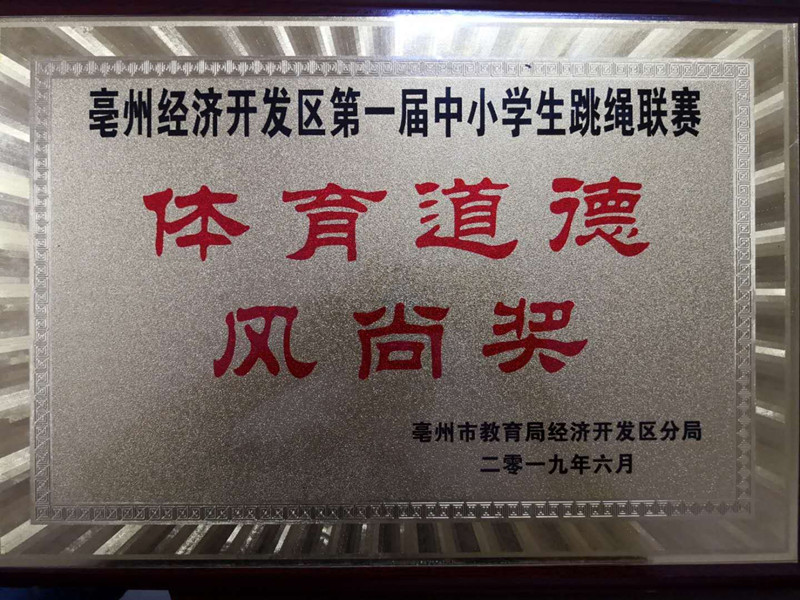 亳州经济开发区第一届中小学生跳绳联赛
体育道德
风尚奖
亳州市教育局经济开发区分局
二零一九年六月